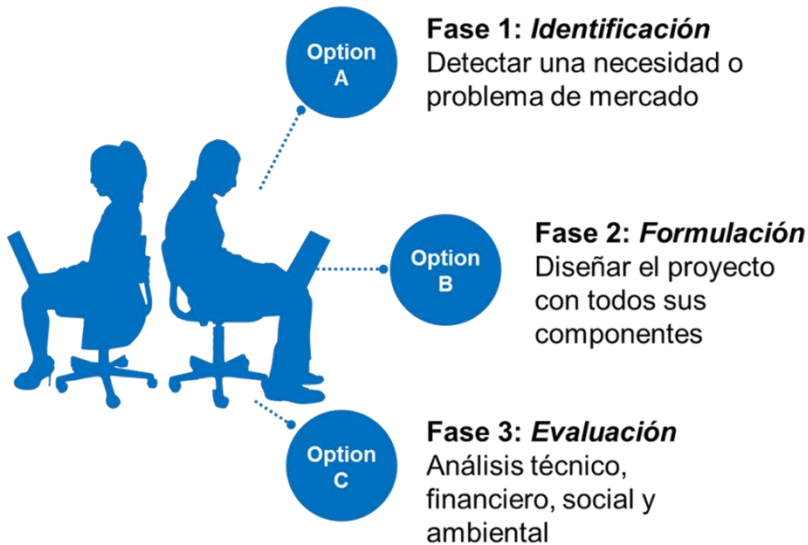 Option
A
Fase 1: Identificación
Detectar una necesidad o
problema de mercado
Option
B
Fase 2: Formulación
Diseñar el proyecto
con todos sus
componentes
Option
C
Fase 3: Evaluación
Análisis técnico,
financiero, social y
ambiental